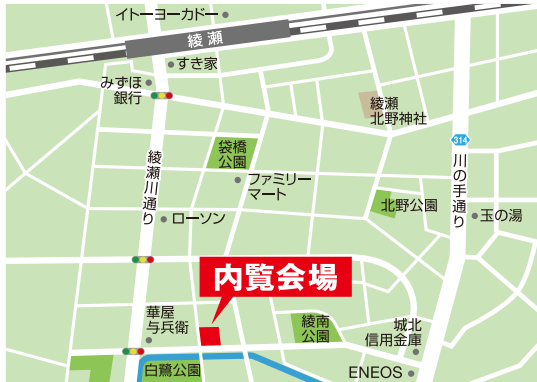 イトーヨーカドー
綾瀬
すき家
みずほ
銀行
綾瀬
北野神社
314
袋橋
公園
綾瀬川通り
川の手通り
ファミリー
マート
北野公園
ローソン
玉の湯
内覧会場
華屋
与兵衛
綾南
公園
城北
信用金庫
白鷺公園
ENEOS